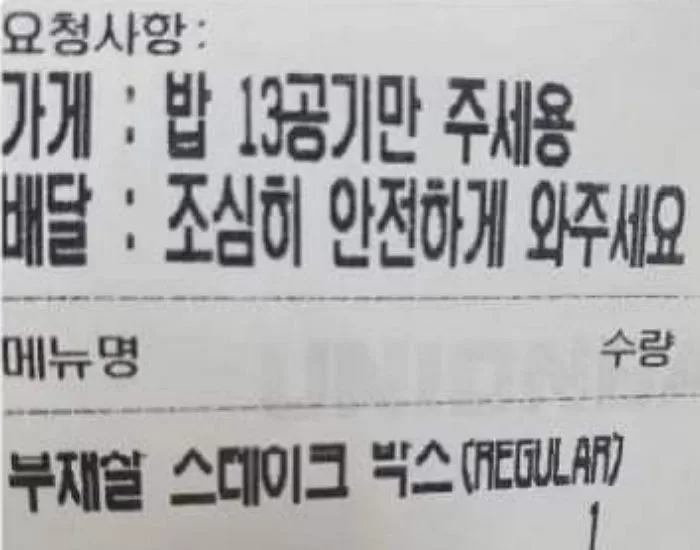 요청사항:
가게 : 밥 13공기만 주세용
배달 : 조심히 안전하게 와주세요
메뉴명 수량
부재살 스데이크 박스(REGULAR)
1